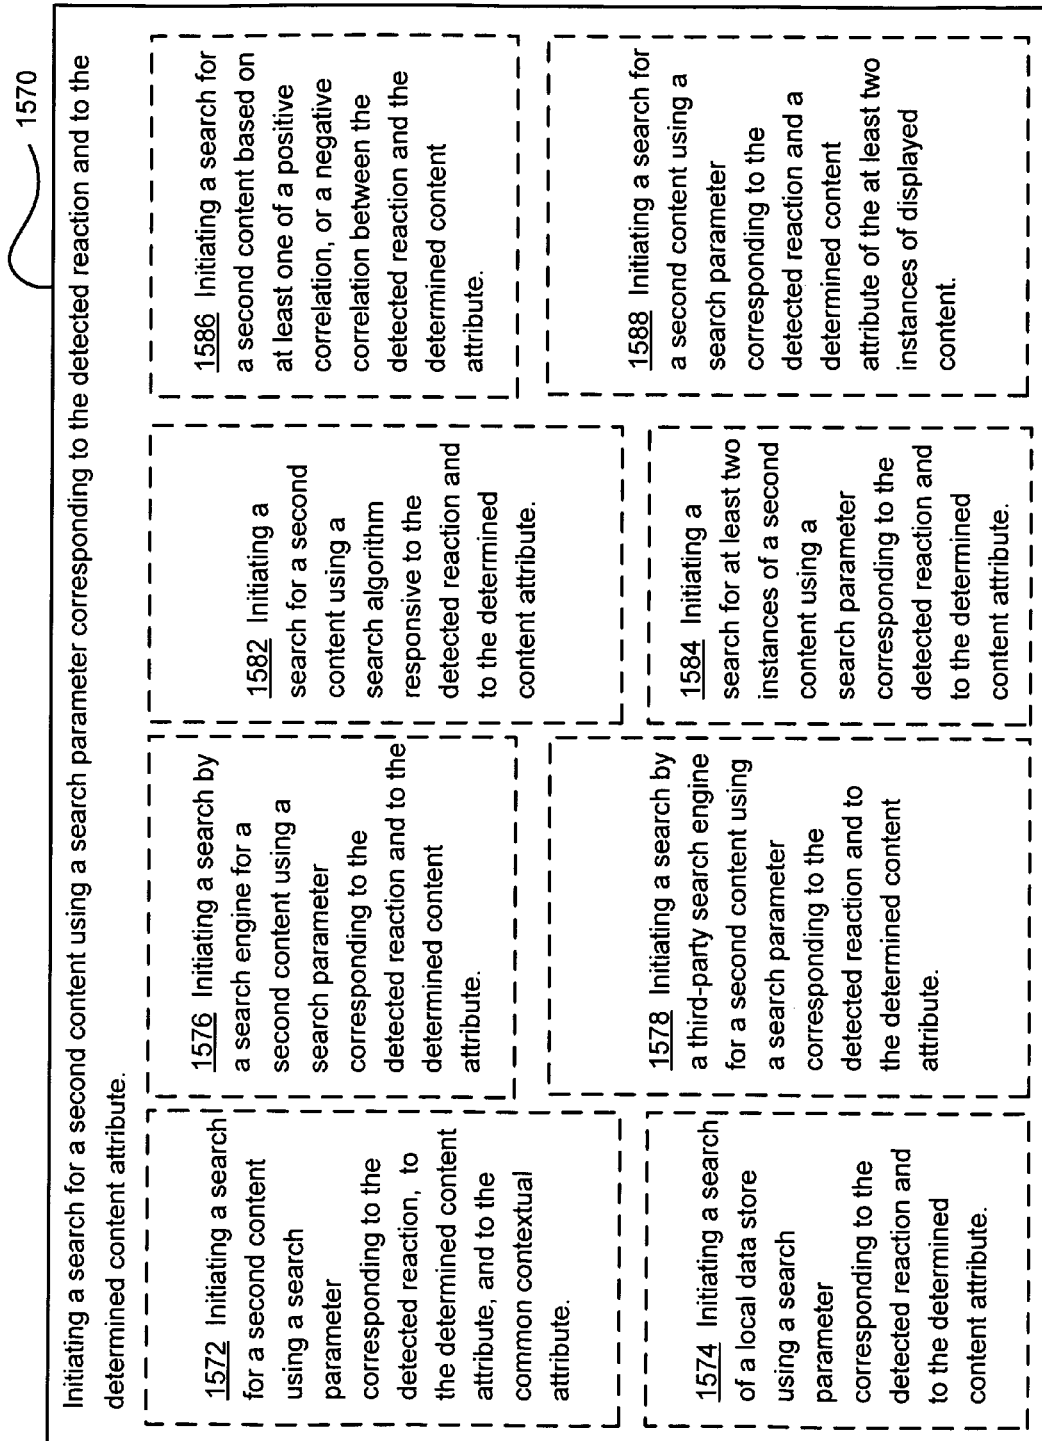 1570
Initiating a search for a second content using a search parameter corresponding to the detected reaction and to the
determined content attribute.
1572 Initiating a search
for a second content
using a search
parameter
corresponding to the
detected reaction, to
the determined content
attribute, and to the
common contextual
attribute.
1574 Initiating a search
of a local data store
using a search
parameter
corresponding to the
detected reaction and
to the determined
content attribute.
1576 Initiating a search by
a search engine for a
second content using a
search parameter
corresponding to the
detected reaction and to the
determined content
attribute.
1578 Initiating a search by
a third-party search engine
for a second content using
a search parameter
corresponding to the
detected reaction and to
the determined content
attribute.
1582 Initiating a
search for a second
content using a
search algorithm
responsive to the
detected reaction and
to the determined
content attribute.
1584 Initiating a
search for at least two
instances of a second
content using a
search parameter
corresponding to the
detected reaction and
to the determined
content attribute.
1586 Initiating a search for
a second content based on
at least one of a positive
correlation, or a negative
correlation between the
detected reaction and the
determined content
attribute.
1588 Initiating a search for
a second content using a
search parameter
corresponding to the
detected reaction and a
determined content
attribute of the at least two
instances of displayed
content.